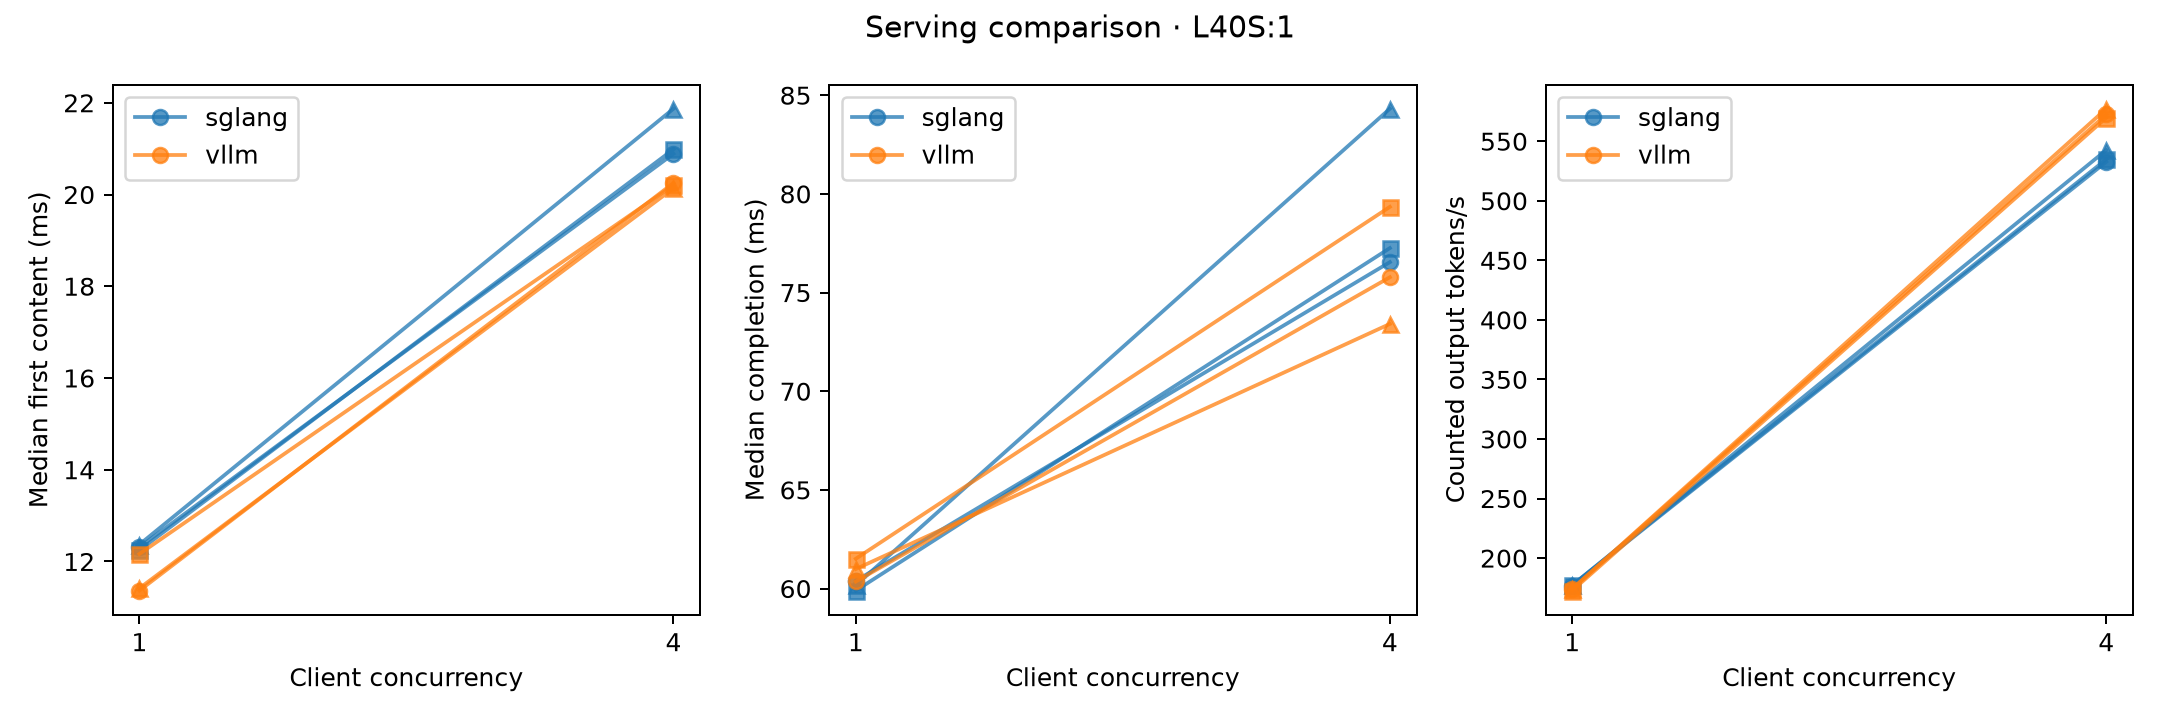 Serving comparison · L40S:1
Median first content (ms)
22
20
18
16
14
12
sglang
vllm
1
4
Client concurrency
Median completion (ms)
85
80
75
70
65
60
sglang
vllm
1
4
Client concurrency
Counted output tokens/s
550
500
450
400
350
300
250
200
sglang
vllm
1
4
Client concurrency